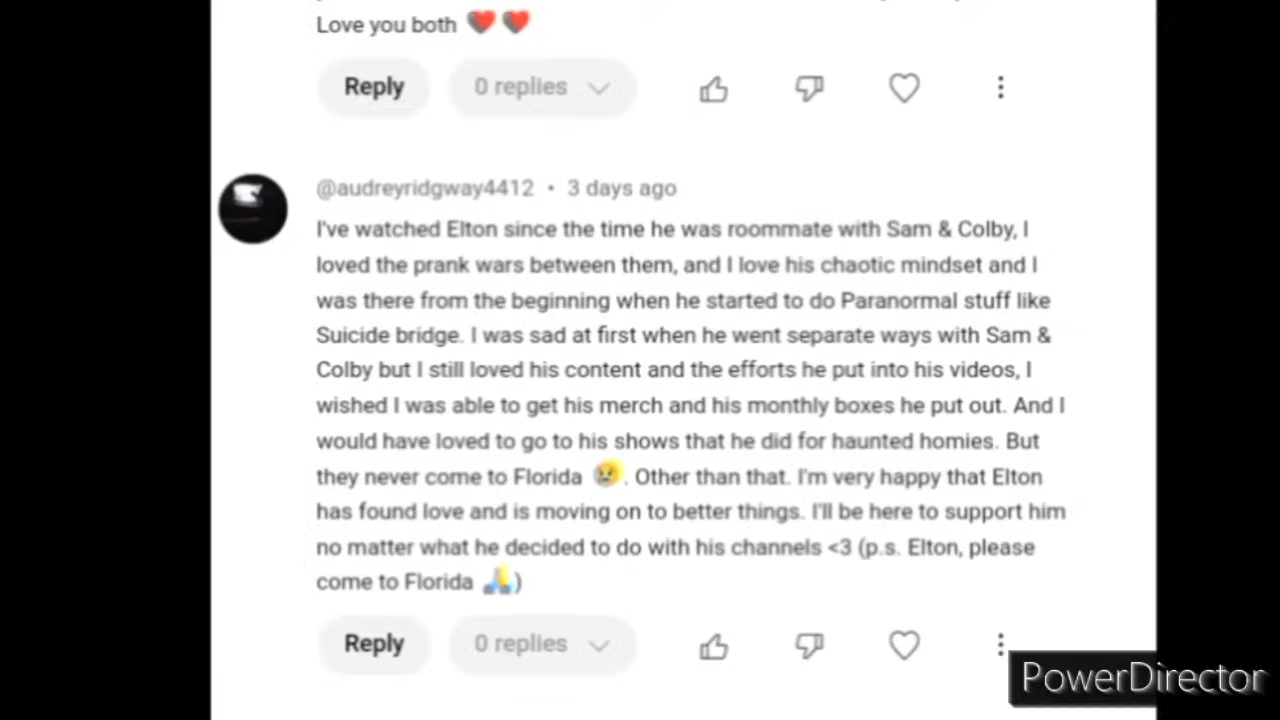 Love you both ❤️ ❤️
Reply
0 replies
@audreyridgway4412 • 3 days ago
I've watched Elton since the time he was roommate with Sam & Colby, I
loved the prank wars between them, and I love his chaotic mindset and I
was there from the beginning when he started to do Paranormal stuff like
Suicide bridge. I was sad at first when he went separate ways with Sam &
Colby but I still loved his content and the efforts he put into his videos, I
wished I was able to get his merch and his monthly boxes he put out. And I
would have loved to go to his shows that he did for haunted homies. But
they never come to Florida 😢. Other than that. I'm very happy that Elton
has found love and is moving on to better things. I'll be here to support him
no matter what he decided to do with his channels <3 (p.s. Elton, please
come to Florida 🙏)
Reply
0 replies
PowerDirector